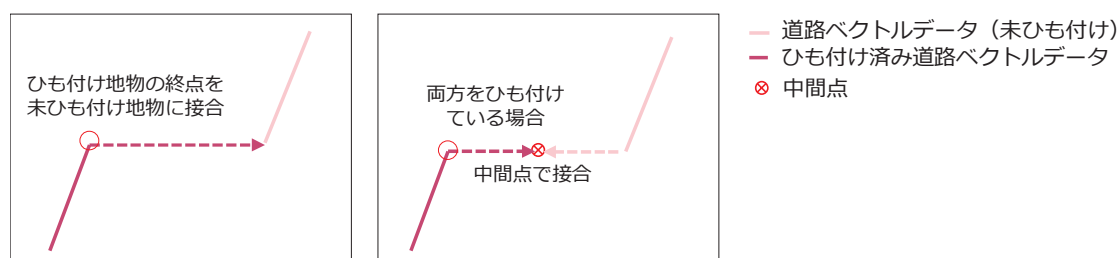 ひも付け地物の終点を
未ひも付け地物に接合
両方をひも付け
ている場合
中間点で接合
道路ベクトルデータ（未ひも付け）
ひも付け済み道路ベクトルデータ
中間点